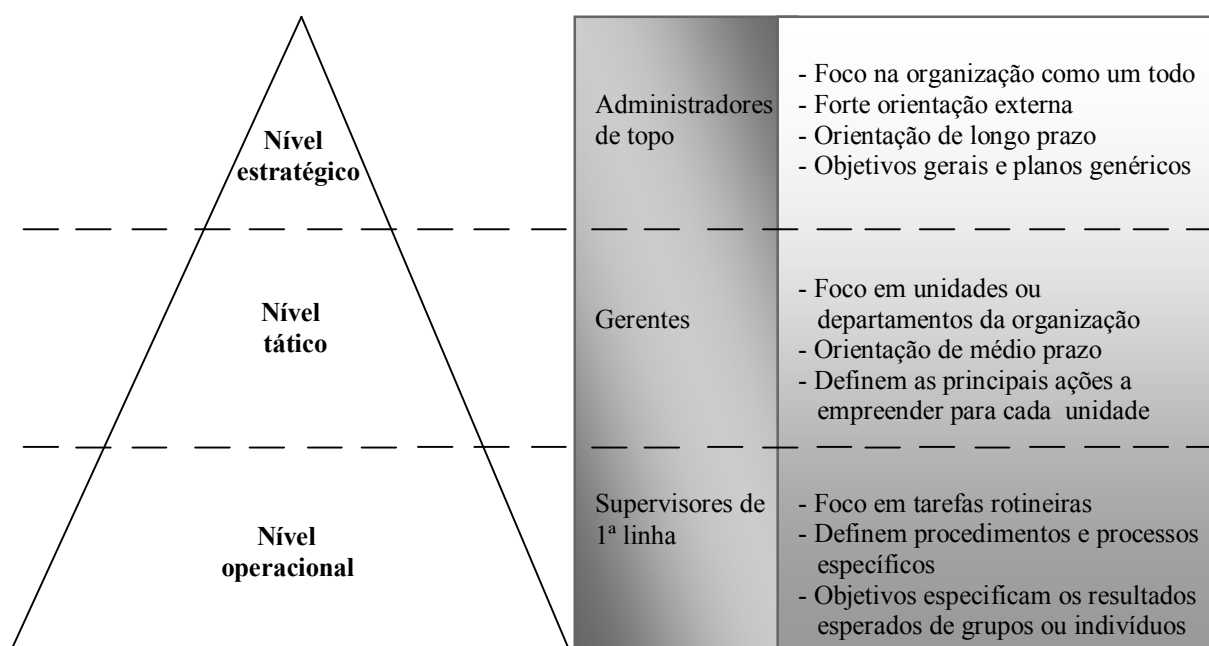 Nível
estratégico
Administradores
de topo
- Foco na organização como um todo
- Forte orientação externa
- Orientação de longo prazo
- Objetivos gerais e planos genéricos
Nível
tático
Gerentes
- Foco em unidades ou
departamentos da organização
- Orientação de médio prazo
- Definem as principais ações a
empreender para cada unidade
Nível
operacional
Supervisores de
1ª linha
- Foco em tarefas rotineiras
- Definem procedimentos e processos
específicos
- Objetivos especificam os resultados
esperados de grupos ou indivíduos